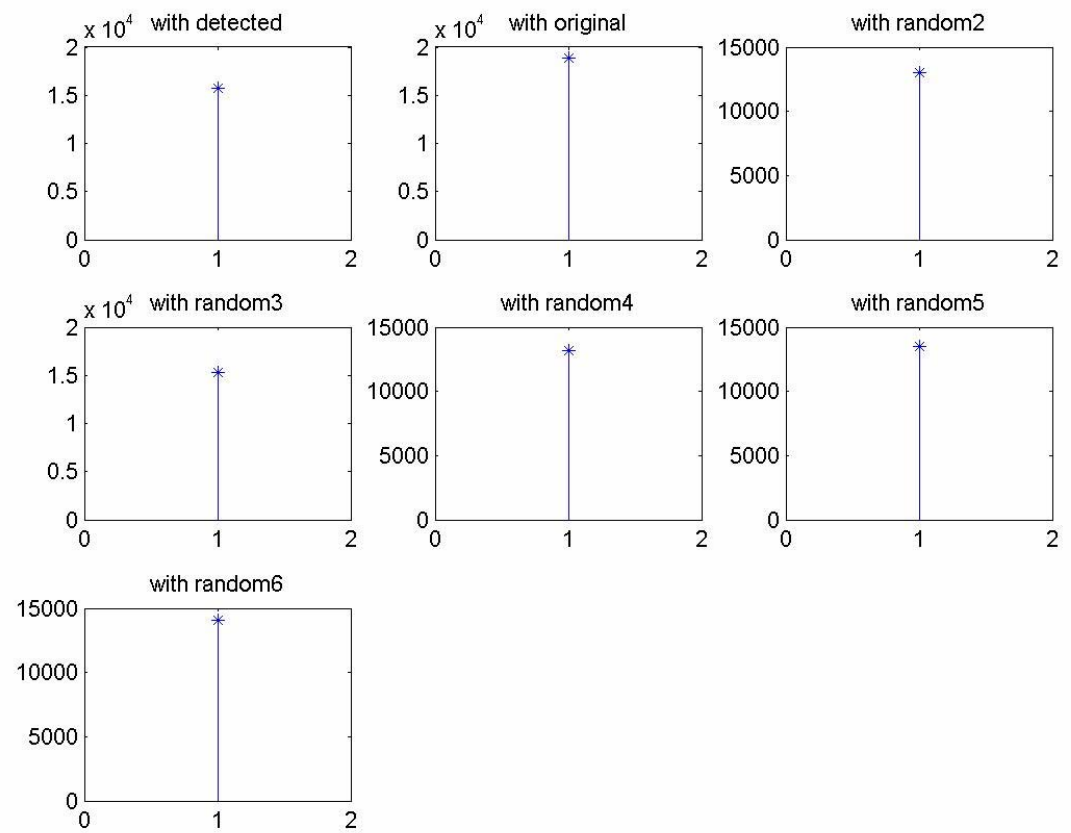 x 10^4 with detected
2
1.5
1
0.5
0
0 1 2
x 10^4 with original
2
1.5
1
0.5
0
0 1 2
with random2
15000
10000
5000
0
0 1 2
x 10^4 with random3
2
1.5
1
0.5
0
0 1 2
with random4
15000
10000
5000
0
0 1 2
with random5
15000
10000
5000
0
0 1 2
with random6
15000
10000
5000
0
0 1 2